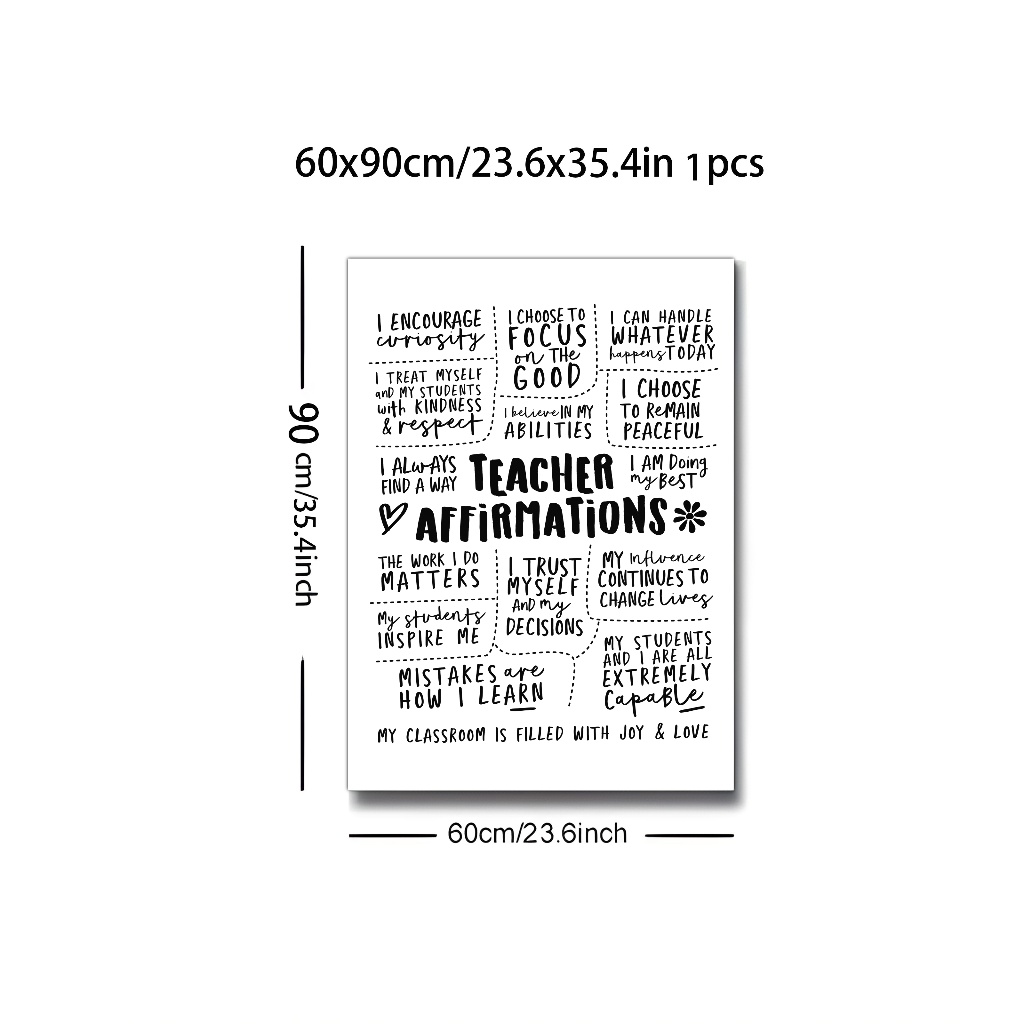 60x90cm/23.6x35.4in 1pcs
90 cm/35.4inch
I ENCOURAGE
curiosity
I CHOOSE TO
FOCUS
on THe
GOOD
I CAN HANDLE
WHATEVER
happens TODAY
I TREAT MYSELF
and MY STUDENTS
with KINDNESS
& respect
I believe IN MY
ABILITIES
I CHOOSE
TO ReMAIN
PEACEFUL
I ALwAYS
FIND A WAY
TEACHER
AFFiRMATiONS
I AM Doing
my BEST
THE WORK I DO
MATTERS
I TRUST
MYSELF
AnD my
DECISIONS
MY Influence
CONTINUES TO
CHANGE lives
My students
INSPIRE ME
MY STUDENTS
AND I ARE ALL
EXTREMELY
CapaBLe
MISTAKES are
HOW I LEARN
MY CLASSROOM IS FILLED WITH JOY & LOVE
60cm/23.6inch